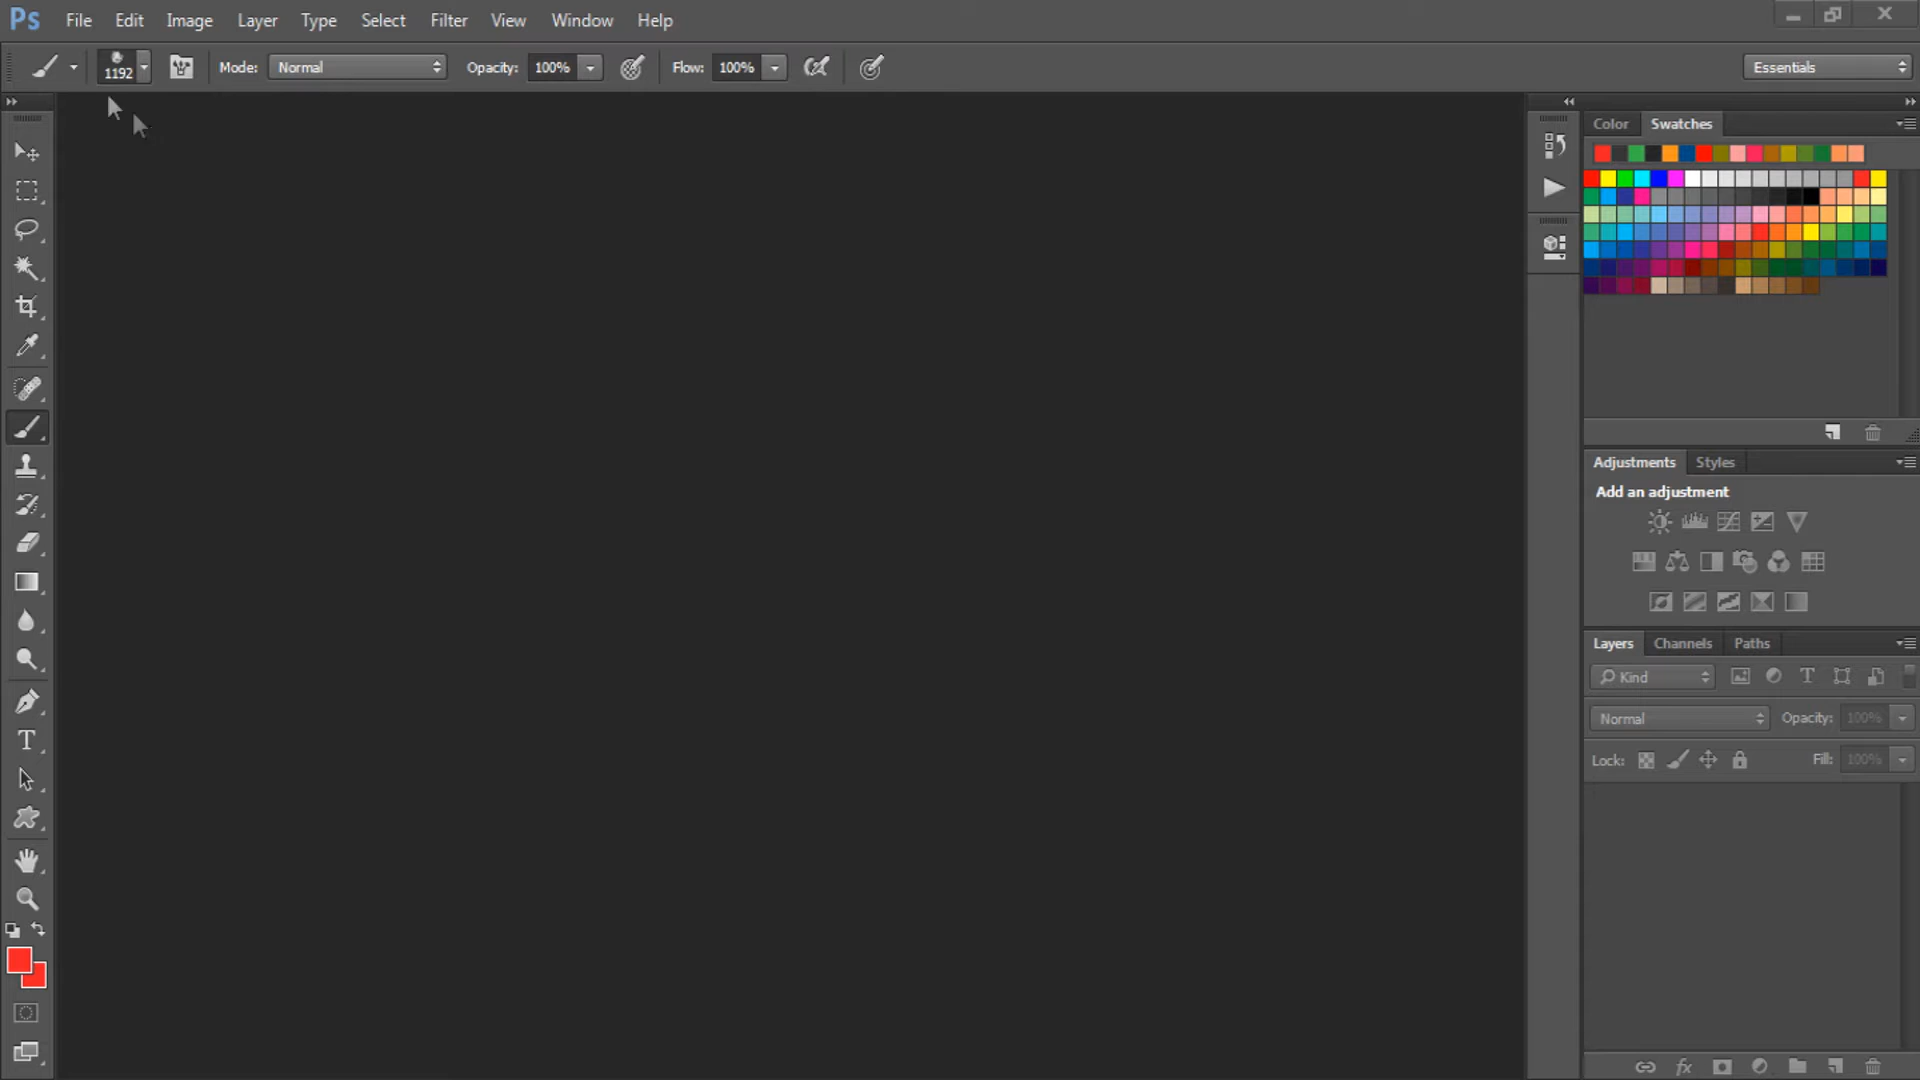 Ps File Edit Image Layer Type Select Filter View Window Help
1192 Mode: Normal Opacity: 100% Flow: 100% Essentials
Color Swatches
Adjustments Styles
Add an adjustment
Layers Channels Paths
Kind
Normal Opacity: 100%
Lock: Fill: 100%